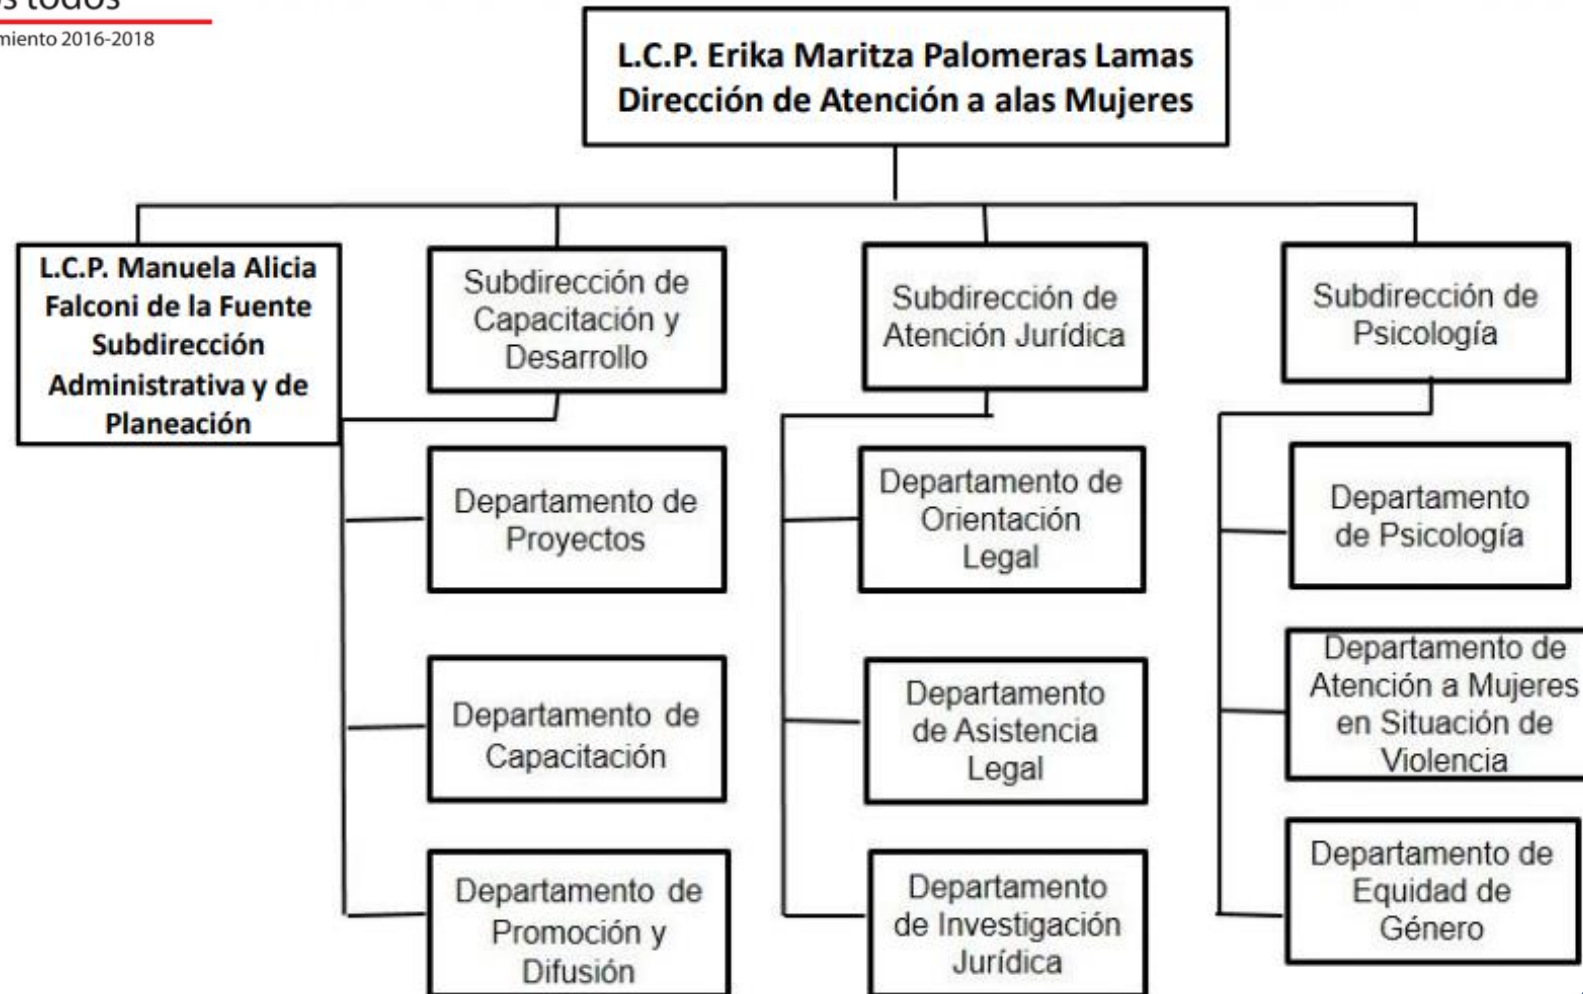 os todos
miento 2016-2018
L.C.P. Erika Maritza Palomeras Lamas
Dirección de Atención a alas Mujeres
L.C.P. Manuela Alicia
Falconi de la Fuente
Subdirección
Administrativa y de
Planeación
Subdirección de
Capacitación y
Desarrollo
Subdirección de
Atención Jurídica
Subdirección de
Psicología
Departamento de
Proyectos
Departamento de
Orientación
Legal
Departamento
de Psicología
Departamento de
Capacitación
Departamento
de Asistencia
Legal
Departamento de
Atención a Mujeres
en Situación de
Violencia
Departamento de
Promoción y
Difusión
Departamento
de Investigación
Jurídica
Departamento de
Equidad de
Género